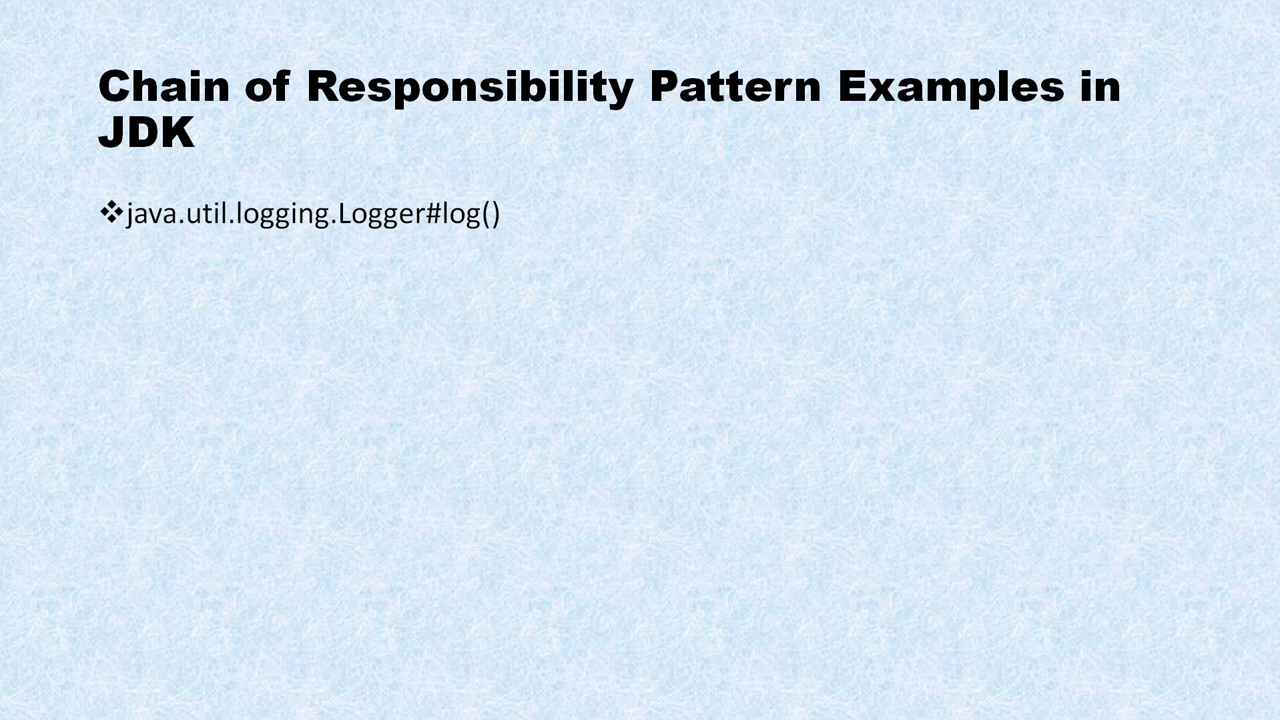 Chain of Responsibility Pattern Examples in
JDK
❖java.util.logging.Logger#log()